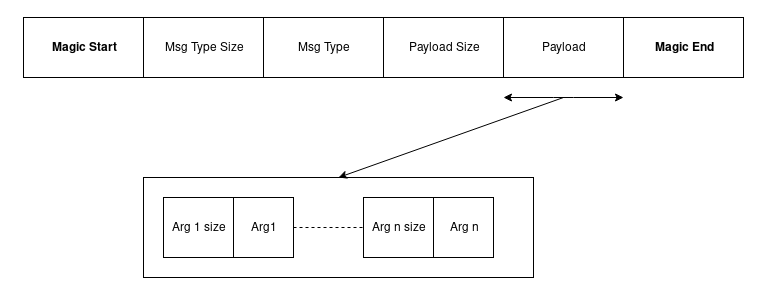 Magic Start
Msg Type Size
Msg Type
Payload Size
Payload
Magic End
Arg 1 size
Arg1
Arg n size
Arg n